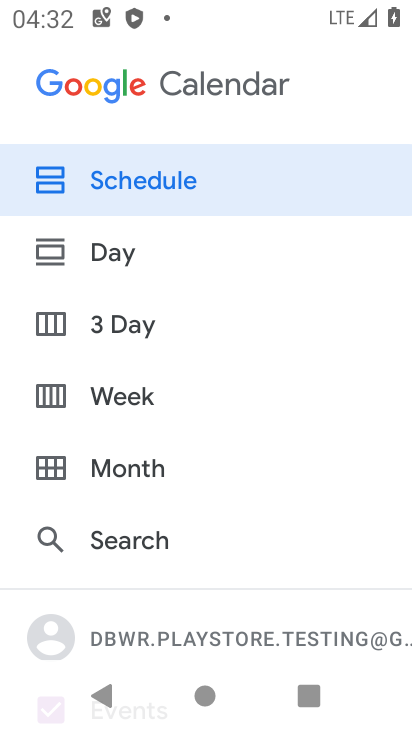 04:32 LTE
Google Calendar
Schedule
Day
3 Day
Week
Month
Search
DBWR.PLAYSTORE.TESTING@G..
Events